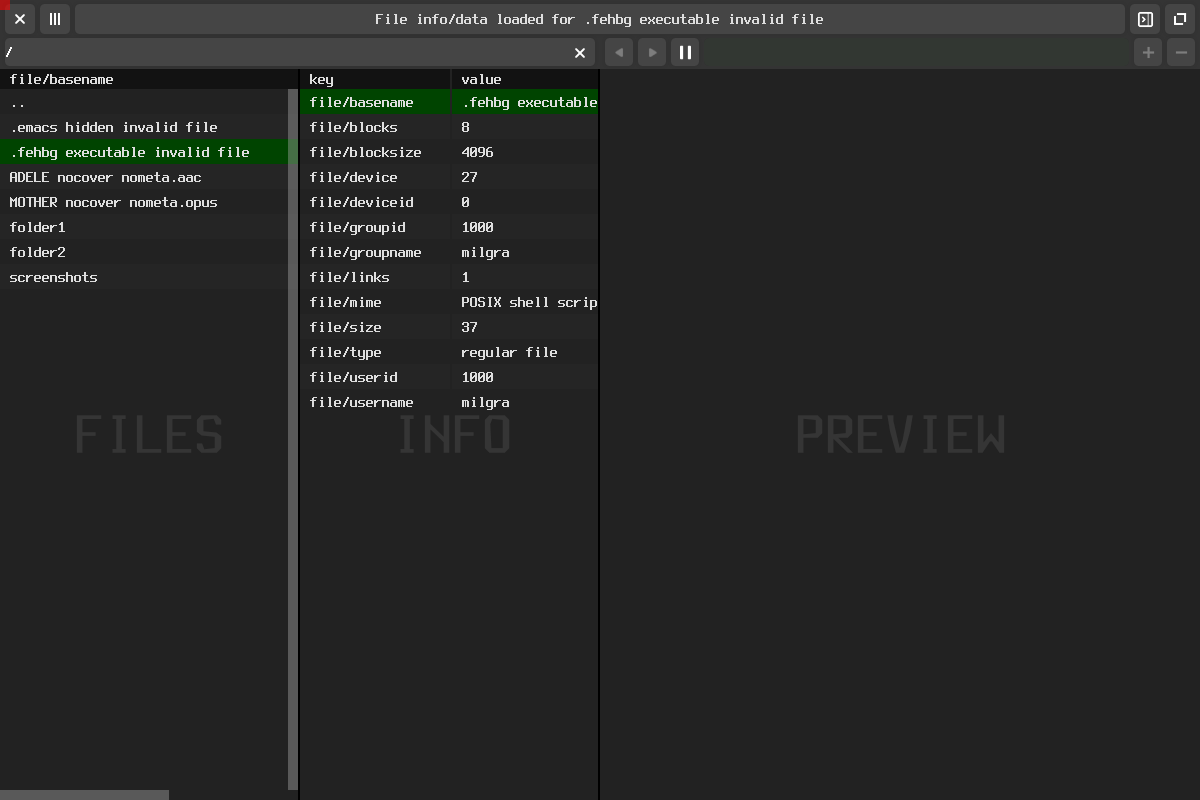 File info/data loaded for .fehbg executable invalid file
/
file/basename
..
.emacs hidden invalid file
.fehbg executable invalid file
ADELE nocover nometa.aac
MOTHER nocover nometa.opus
folder1
folder2
screenshots
FILES
key value
file/basename .fehbg executable
file/blocks 8
file/blocksize 4096
file/device 27
file/deviceid 0
file/groupid 1000
file/groupname milgra
file/links 1
file/mime POSIX shell scrip
file/size 37
file/type regular file
file/userid 1000
file/username milgra
INFO
PREVIEW